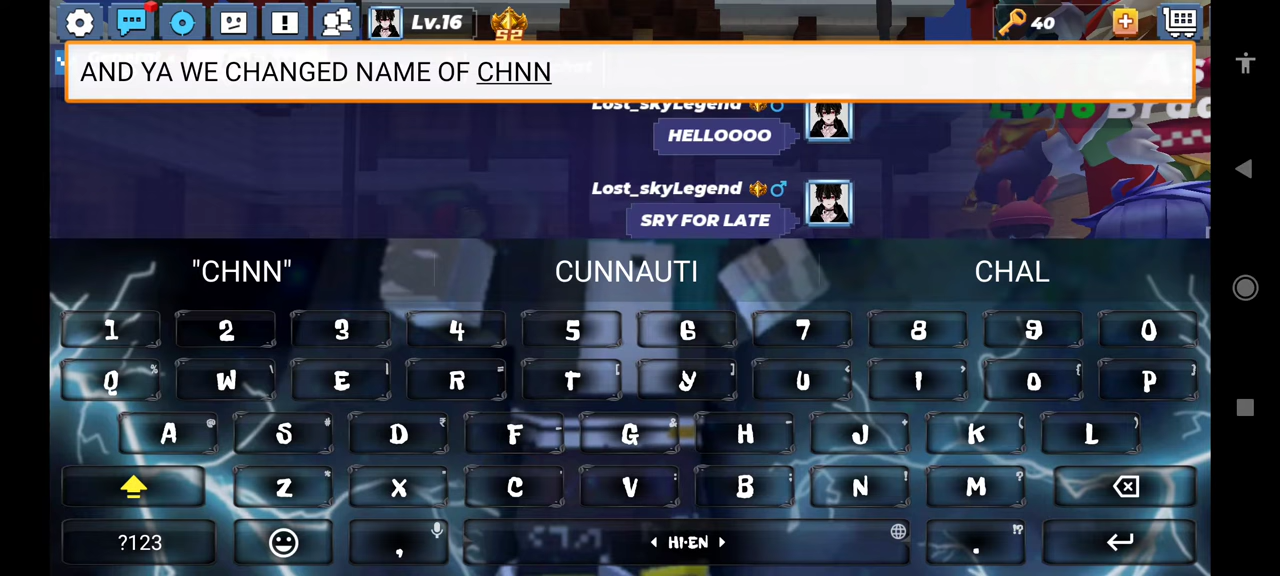 Lv.16
52
40
AND YA WE CHANGED NAME OF CHNN
Lost_skyLegend
HELLOOOO
Lost_skyLegend
SRY FOR LATE
"CHNN" CUNNAUTI CHAL
1 2 3 4 5 6 7 8 9 0
Q % W \ E | R = T [ Y ] U < I > O { P }
A @ S # D ₹ F _ G & H - J + K ( L )
Z * X " C ' V : B ; N ! M ?
?123 , HI·EN . !?